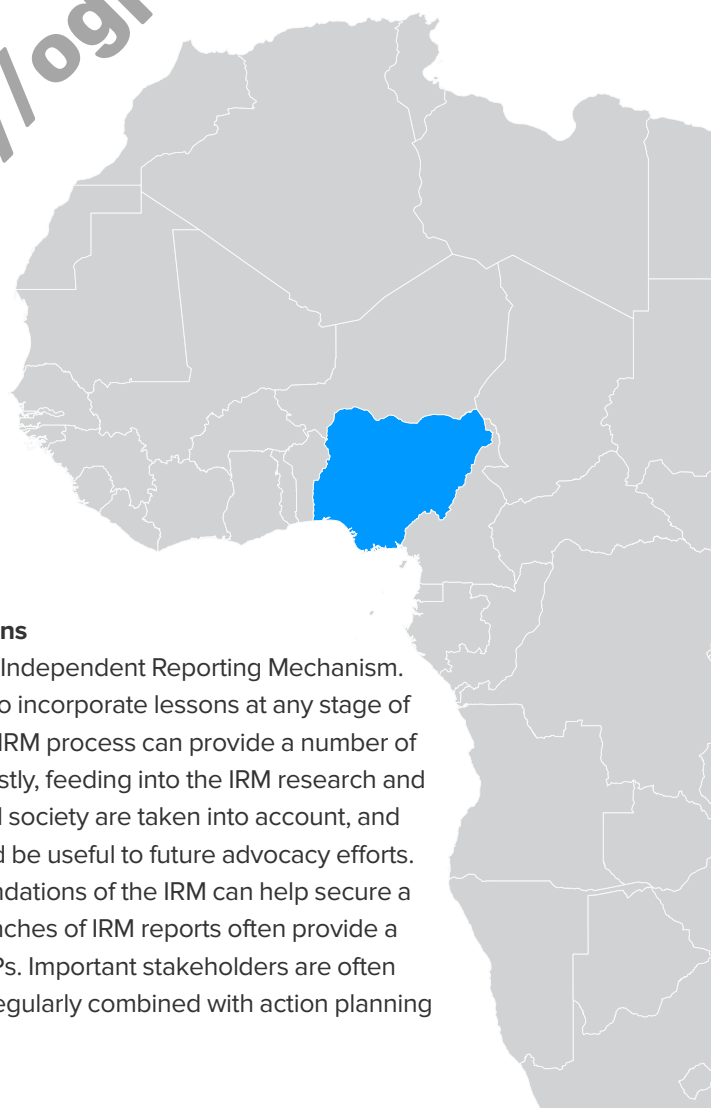 //ogp
ns
Independent Reporting Mechanism.
o incorporate lessons at any stage of
IRM process can provide a number of
stly, feeding into the IRM research and
l society are taken into account, and
d be useful to future advocacy efforts.
ndations of the IRM can help secure a
nches of IRM reports often provide a
Ps. Important stakeholders are often
egularly combined with action planning